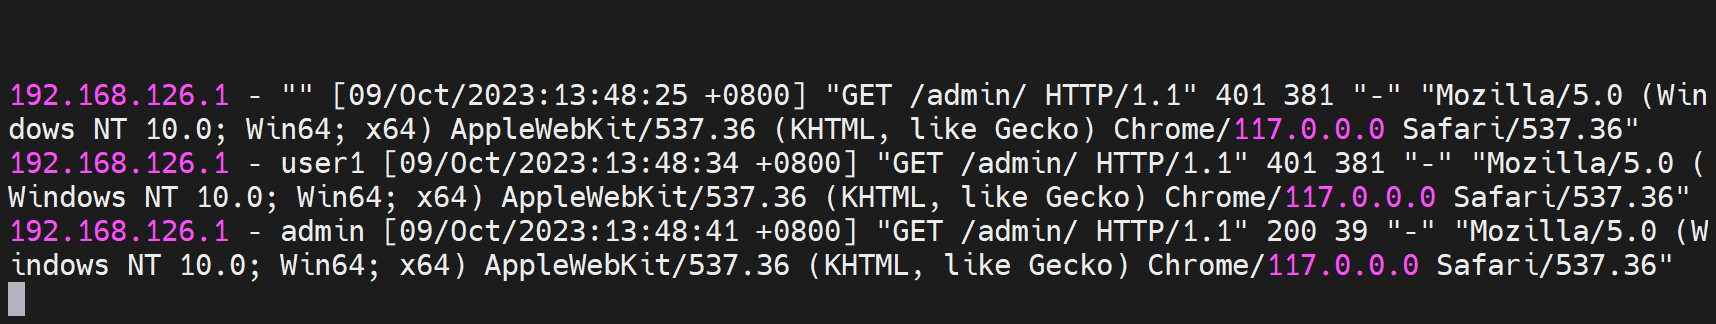 192.168.126.1 - "" [09/Oct/2023:13:48:25 +0800] "GET /admin/ HTTP/1.1" 401 381 "-" "Mozilla/5.0 (Win
dows NT 10.0; Win64; x64) AppleWebKit/537.36 (KHTML, like Gecko) Chrome/117.0.0.0 Safari/537.36"
192.168.126.1 - user1 [09/Oct/2023:13:48:34 +0800] "GET /admin/ HTTP/1.1" 401 381 "-" "Mozilla/5.0 (
Windows NT 10.0; Win64; x64) AppleWebKit/537.36 (KHTML, like Gecko) Chrome/117.0.0.0 Safari/537.36"
192.168.126.1 - admin [09/Oct/2023:13:48:41 +0800] "GET /admin/ HTTP/1.1" 200 39 "-" "Mozilla/5.0 (W
indows NT 10.0; Win64; x64) AppleWebKit/537.36 (KHTML, like Gecko) Chrome/117.0.0.0 Safari/537.36"